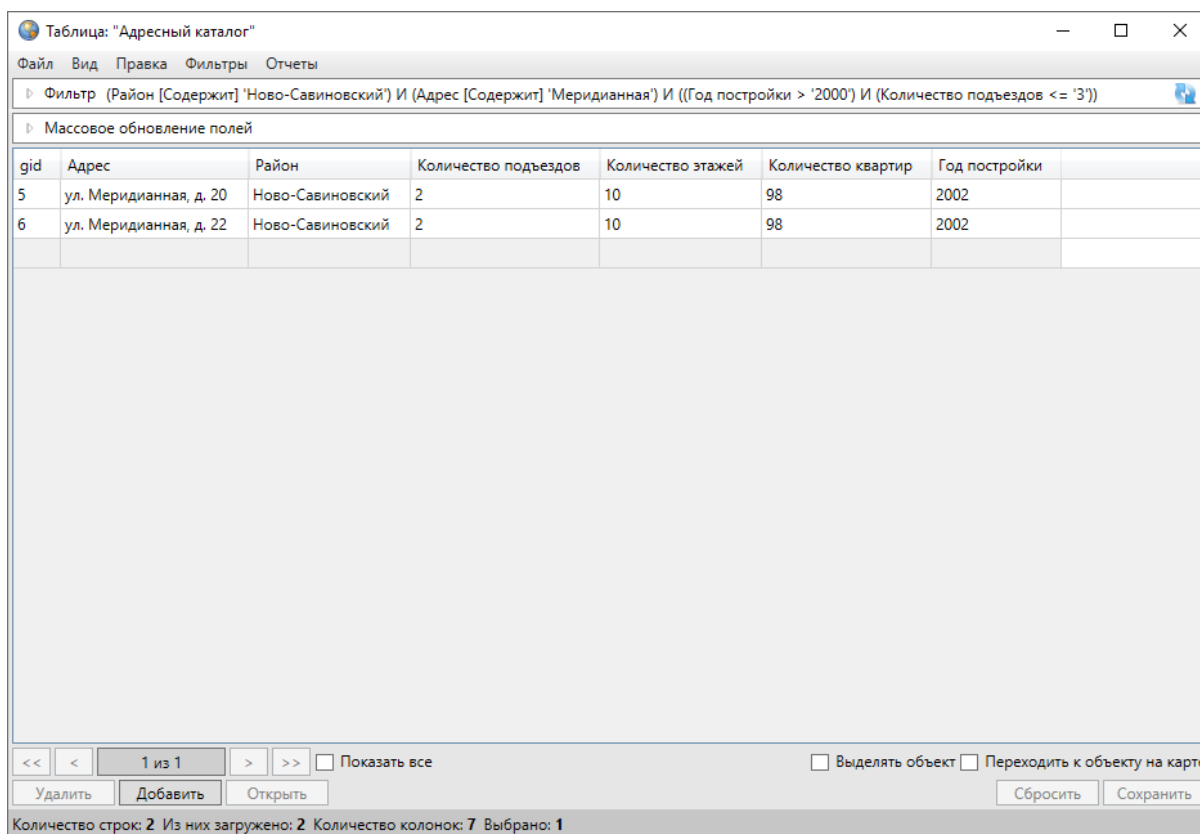 Таблица: "Адресный каталог"
Файл Вид Правка Фильтры Отчеты
Фильтр (Район [Содержит] 'Ново-Савиновский') И (Адрес [Содержит] 'Меридианная') И ((Год постройки > '2000') И (Количество подъездов <= '3'))
Массовое обновление полей
gid Адрес Район Количество подъездов Количество этажей Количество квартир Год постройки
5 ул. Меридианная, д. 20 Ново-Савиновский 2 10 98 2002
6 ул. Меридианная, д. 22 Ново-Савиновский 2 10 98 2002
<< < 1 из 1 > >> Показать все Выделять объект Переходить к объекту на карте
Удалить Добавить Открыть Сбросить Сохранить
Количество строк: 2 Из них загружено: 2 Количество колонок: 7 Выбрано: 1